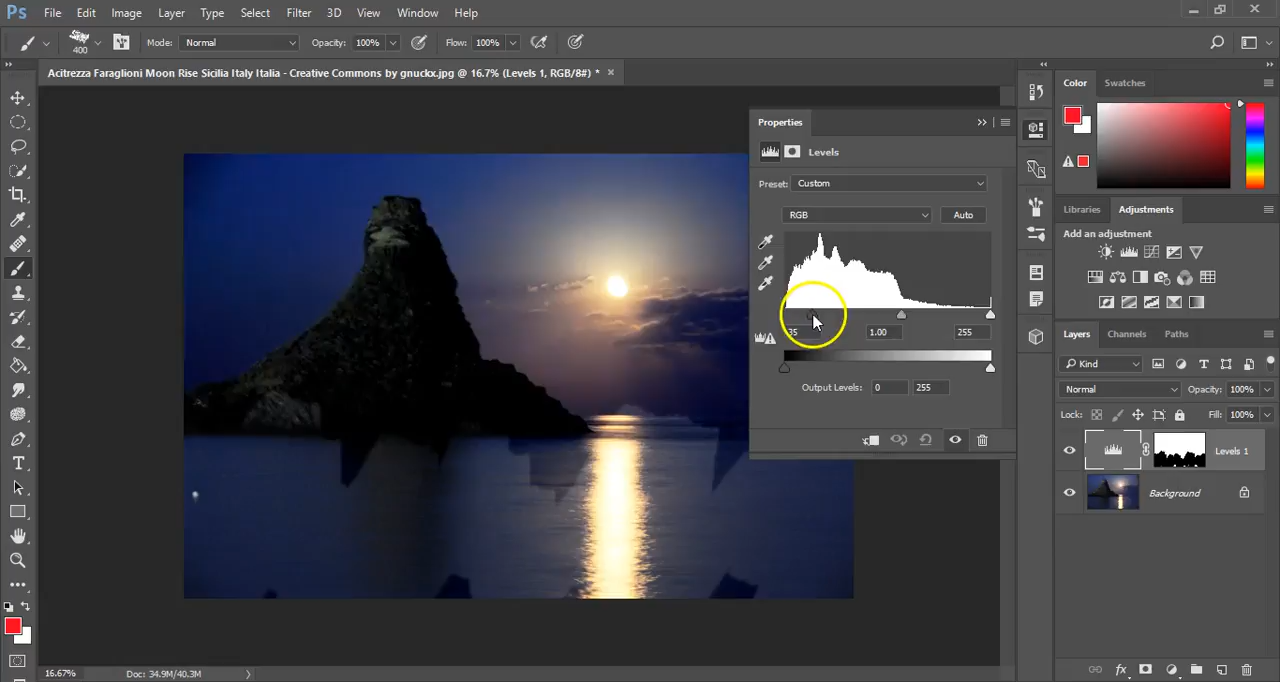 Ps File Edit Image Layer Type Select Filter 3D View Window Help
400 Mode: Normal Opacity: 100% Flow: 100%
Acitrezza Faraglioni Moon Rise Sicilia Italy Italia - Creative Commons by gnuckx.jpg @ 16.7% (Levels 1, RGB/8#) * ×
Color Swatches
Properties
Levels
Preset: Custom
RGB Auto
35 1.00 255
Output Levels: 0 255
Libraries Adjustments
Add an adjustment
Layers Channels Paths
Kind
Normal Opacity: 100%
Lock: Fill: 100%
Levels 1
Background
16.67% Doc: 34.9M/40.3M